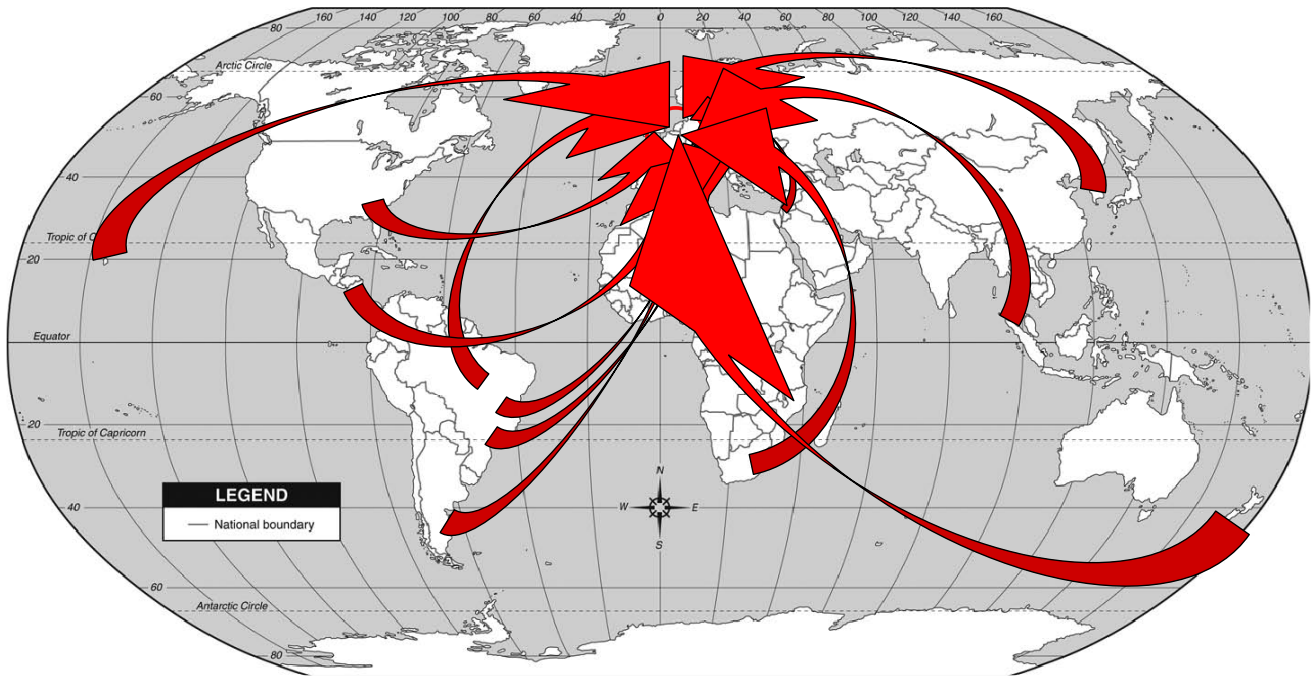 160 140 120 100 80 60 40 20 0 20 40 60 80 100 120 140 160
80
Arctic Circle
60
40
Tropic of
20
Equator
20
Tropic of Capricorn
N
W E
S
LEGEND
National boundary
40
60
Antarctic Circle
80